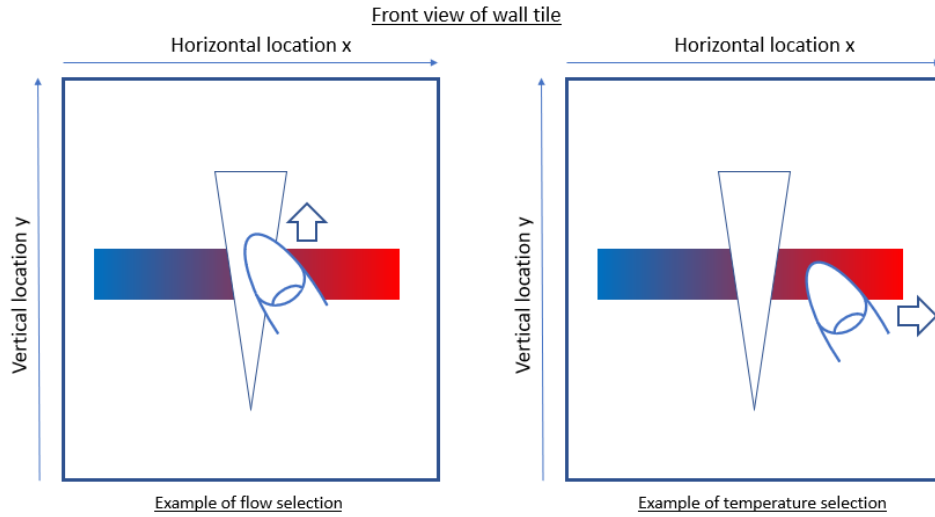 Front view of wall tile
Horizontal location x
Horizontal location x
Vertical location y
Vertical location y
Example of flow selection
Example of temperature selection